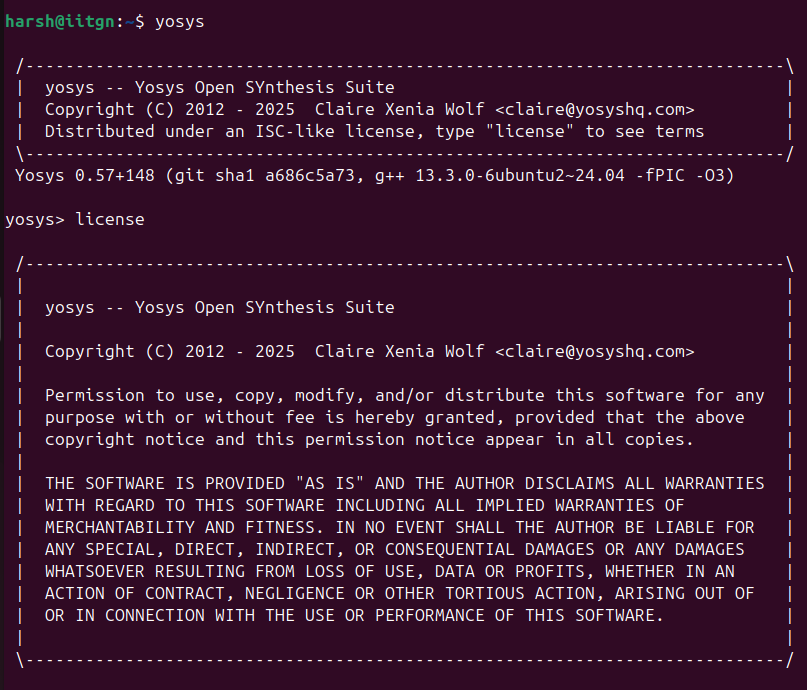 harsh@iitgn:~$ yosys
/----------------------------------------------------------------------------\
|  yosys -- Yosys Open SYnthesis Suite                                       |
|  Copyright (C) 2012 - 2025  Claire Xenia Wolf <claire@yosyshq.com>         |
|  Distributed under an ISC-like license, type "license" to see terms        |
\----------------------------------------------------------------------------/
Yosys 0.57+148 (git sha1 a686c5a73, g++ 13.3.0-6ubuntu2~24.04 -fPIC -O3)
yosys> license
/----------------------------------------------------------------------------\
|                                                                            |
|  yosys -- Yosys Open SYnthesis Suite                                       |
|                                                                            |
|  Copyright (C) 2012 - 2025  Claire Xenia Wolf <claire@yosyshq.com>         |
|                                                                            |
|  Permission to use, copy, modify, and/or distribute this software for any  |
|  purpose with or without fee is hereby granted, provided that the above    |
|  copyright notice and this permission notice appear in all copies.         |
|                                                                            |
|  THE SOFTWARE IS PROVIDED "AS IS" AND THE AUTHOR DISCLAIMS ALL WARRANTIES  |
|  WITH REGARD TO THIS SOFTWARE INCLUDING ALL IMPLIED WARRANTIES OF          |
|  MERCHANTABILITY AND FITNESS. IN NO EVENT SHALL THE AUTHOR BE LIABLE FOR   |
|  ANY SPECIAL, DIRECT, INDIRECT, OR CONSEQUENTIAL DAMAGES OR ANY DAMAGES    |
|  WHATSOEVER RESULTING FROM LOSS OF USE, DATA OR PROFITS, WHETHER IN AN     |
|  ACTION OF CONTRACT, NEGLIGENCE OR OTHER TORTIOUS ACTION, ARISING OUT OF   |
|  OR IN CONNECTION WITH THE USE OR PERFORMANCE OF THIS SOFTWARE.            |
|                                                                            |
\----------------------------------------------------------------------------/